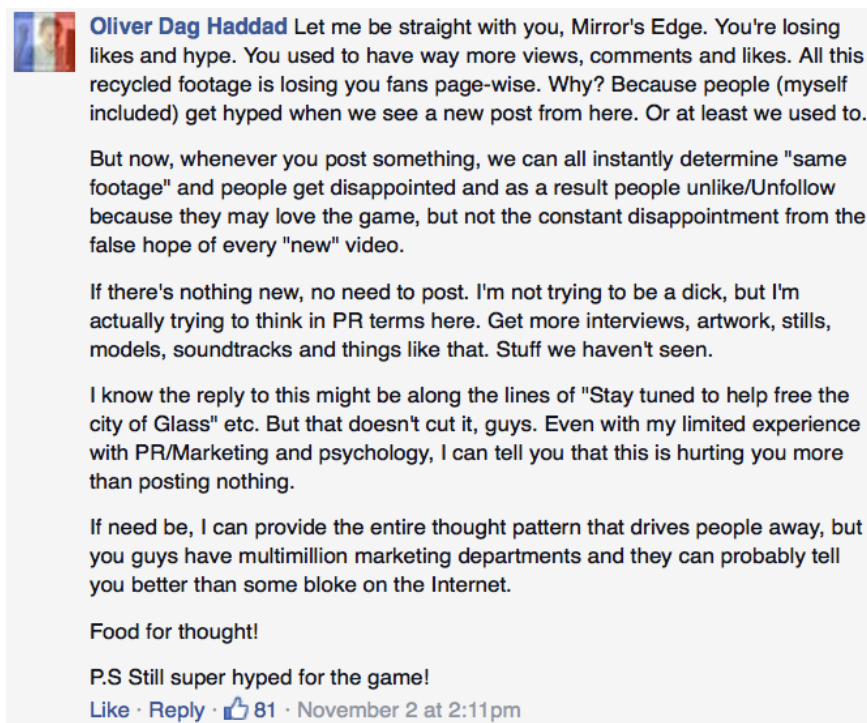 Oliver Dag Haddad Let me be straight with you, Mirror's Edge. You're losing
likes and hype. You used to have way more views, comments and likes. All this
recycled footage is losing you fans page-wise. Why? Because people (myself
included) get hyped when we see a new post from here. Or at least we used to.
But now, whenever you post something, we can all instantly determine "same
footage" and people get disappointed and as a result people unlike/Unfollow
because they may love the game, but not the constant disappointment from the
false hope of every "new" video.
If there's nothing new, no need to post. I'm not trying to be a dick, but I'm
actually trying to think in PR terms here. Get more interviews, artwork, stills,
models, soundtracks and things like that. Stuff we haven't seen.
I know the reply to this might be along the lines of "Stay tuned to help free the
city of Glass" etc. But that doesn't cut it, guys. Even with my limited experience
with PR/Marketing and psychology, I can tell you that this is hurting you more
than posting nothing.
If need be, I can provide the entire thought pattern that drives people away, but
you guys have multimillion marketing departments and they can probably tell
you better than some bloke on the Internet.
Food for thought!
P.S Still super hyped for the game!
Like · Reply · 81 · November 2 at 2:11pm